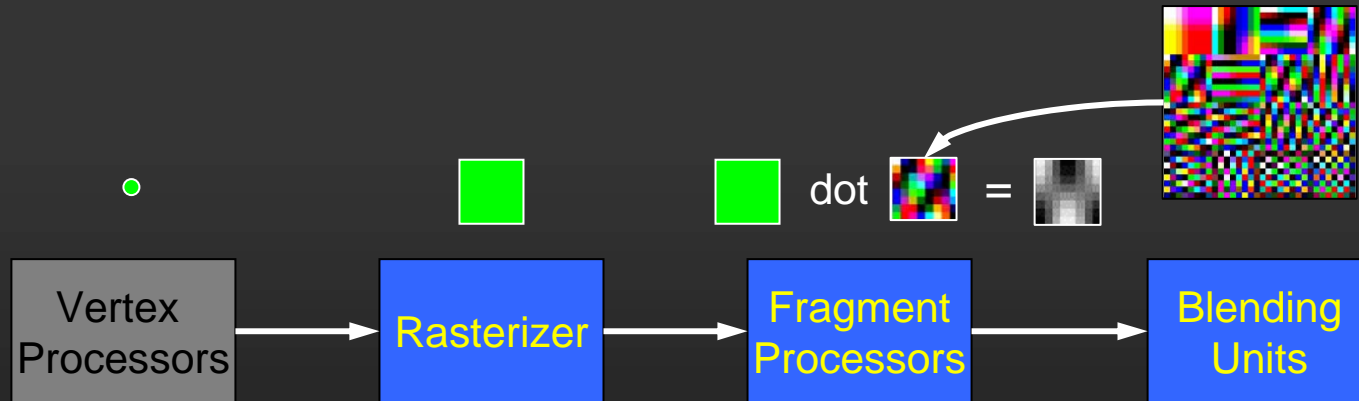 dot =
Vertex
Processors
Rasterizer
Fragment
Processors
Blending
Units